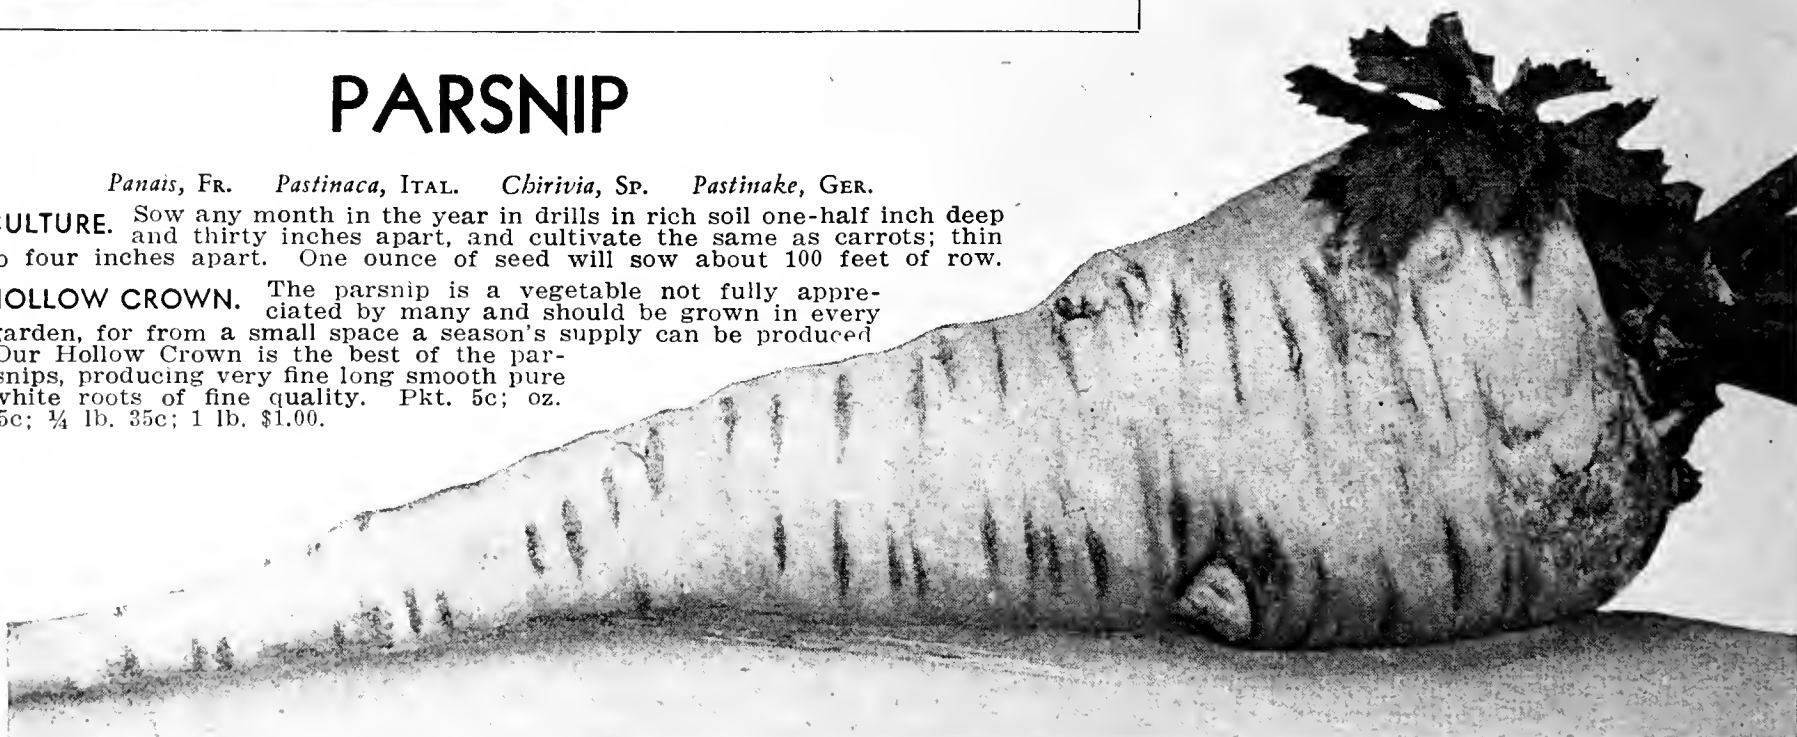 PARSNIP
Panais, FR. Pastinaca, ITAL. Chirivia, SP. Pastinake, GER.
ULTURE. Sow any month in the year in drills in rich soil one-half inch deep
and thirty inches apart, and cultivate the same as carrots; thin
o four inches apart. One ounce of seed will sow about 100 feet of row.
HOLLOW CROWN. The parsnip is a vegetable not fully appre-
ciated by many and should be grown in every
arden, for from a small space a season's supply can be produced
Our Hollow Crown is the best of the par-
snips, producing very fine long smooth pure
white roots of fine quality. Pkt. 5c; oz.
5c; ¼ lb. 35c; 1 lb. $1.00.